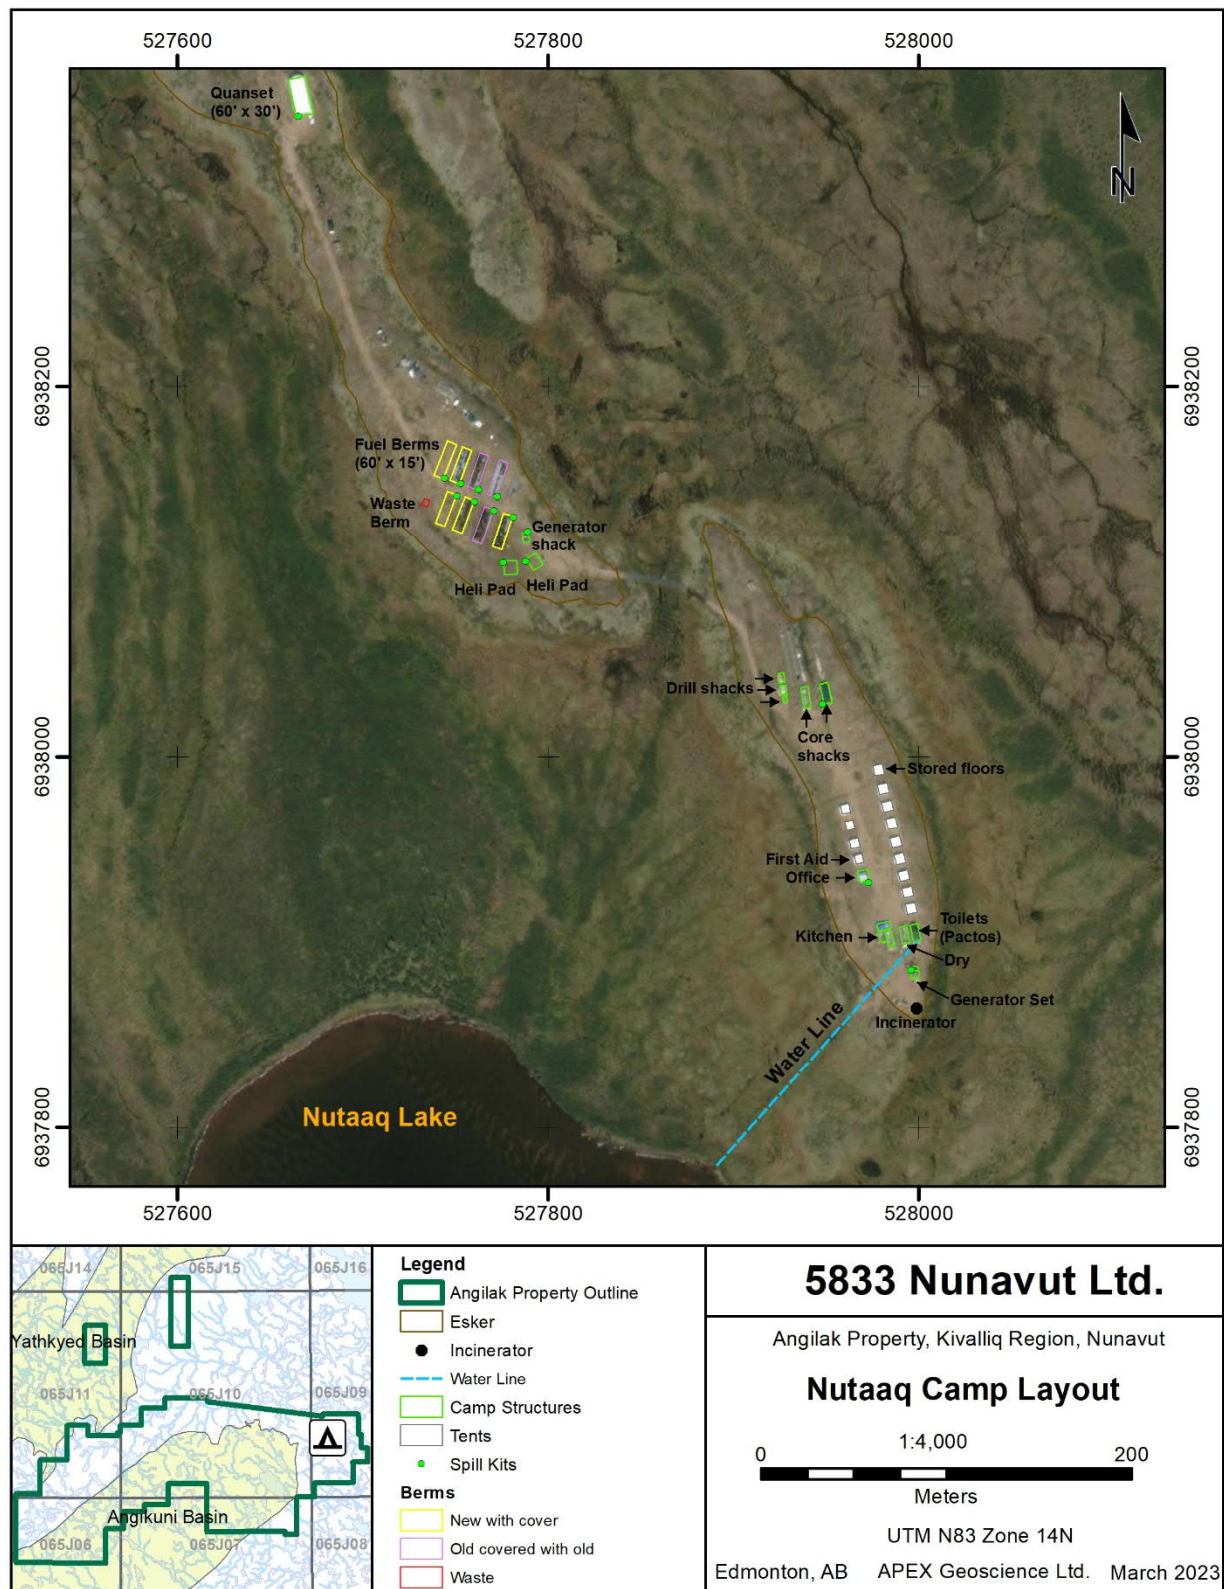 527600
527800
528000
Quanset
(60' x 30')
N
6938200
6938200
Fuel Berms
(60' x 15')
Waste
Berm
Generator
shack
Heli Pad
Heli Pad
Drill shacks
Core
shacks
6938000
6938000
Stored floors
First Aid
Office
Toilets
(Pactos)
Kitchen
Dry
Generator Set
Incinerator
Water Line
Nutaaq Lake
6937800
6937800
527600
527800
528000
065J14
065J15
065J16
Yathkyed Basin
065J11
065J10
065J09
Angikuni Basin
065J06
065J07
065J08
Legend
Angilak Property Outline
Esker
Incinerator
Water Line
Camp Structures
Tents
Spill Kits
Berms
New with cover
Old covered with old
Waste
5833 Nunavut Ltd.
Angilak Property, Kivalliq Region, Nunavut
Nutaaq Camp Layout
1:4,000
0
200
Meters
UTM N83 Zone 14N
Edmonton, AB APEX Geoscience Ltd. March 2023